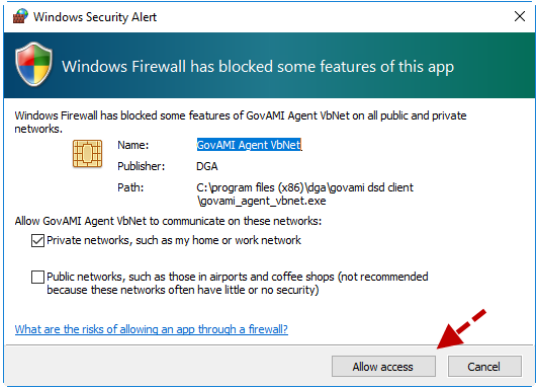 Windows Security Alert
Windows Firewall has blocked some features of this app
Windows Firewall has blocked some features of GovAMI Agent VbNet on all public and private
networks.
Name: GovAMI Agent VbNet
Publisher: DGA
Path: C:\program files (x86)\dga\govami dsd client
\govami_agent_vbnet.exe
Allow GovAMI Agent VbNet to communicate on these networks:
Private networks, such as my home or work network
Public networks, such as those in airports and coffee shops (not recommended
because these networks often have little or no security)
What are the risks of allowing an app through a firewall?
Allow access
Cancel